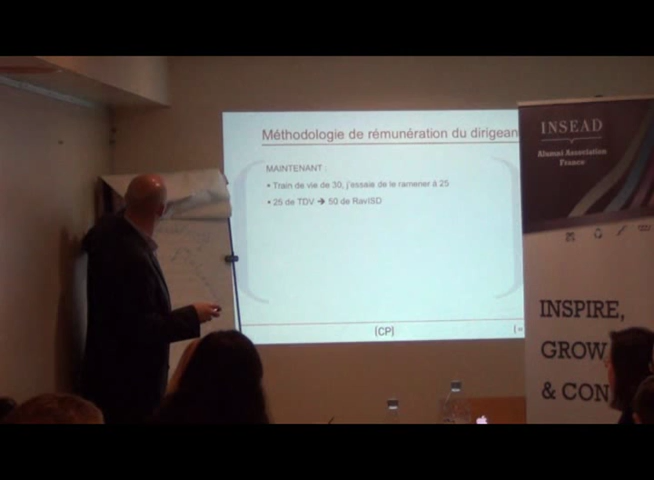 Méthodologie de rémunération du dirigean
MAINTENANT :
• Train de vie de 30, j'essaie de le ramener à 25
• 25 de TDV ➔ 50 de RavISD
[CP]
INSEAD
Alumni Association
France
INSPIRE,
GROW
& CON